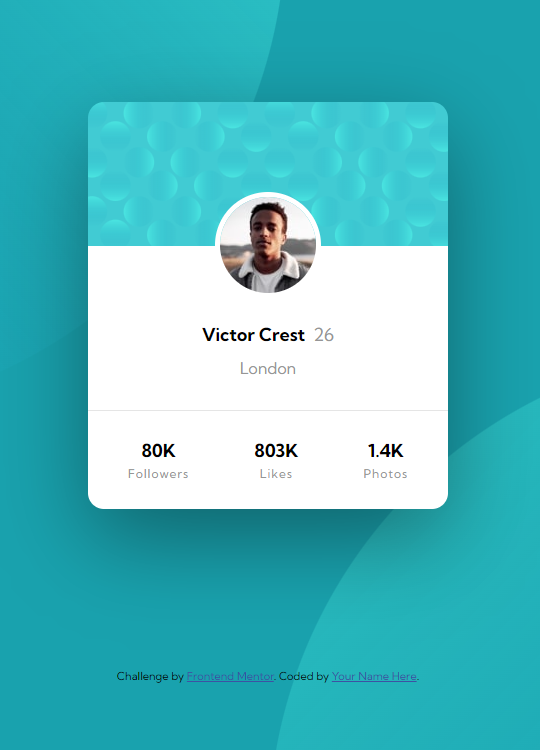 Victor Crest 26
London
80K 803K 1.4K
Followers Likes Photos
Challenge by Frontend Mentor. Coded by Your Name Here.